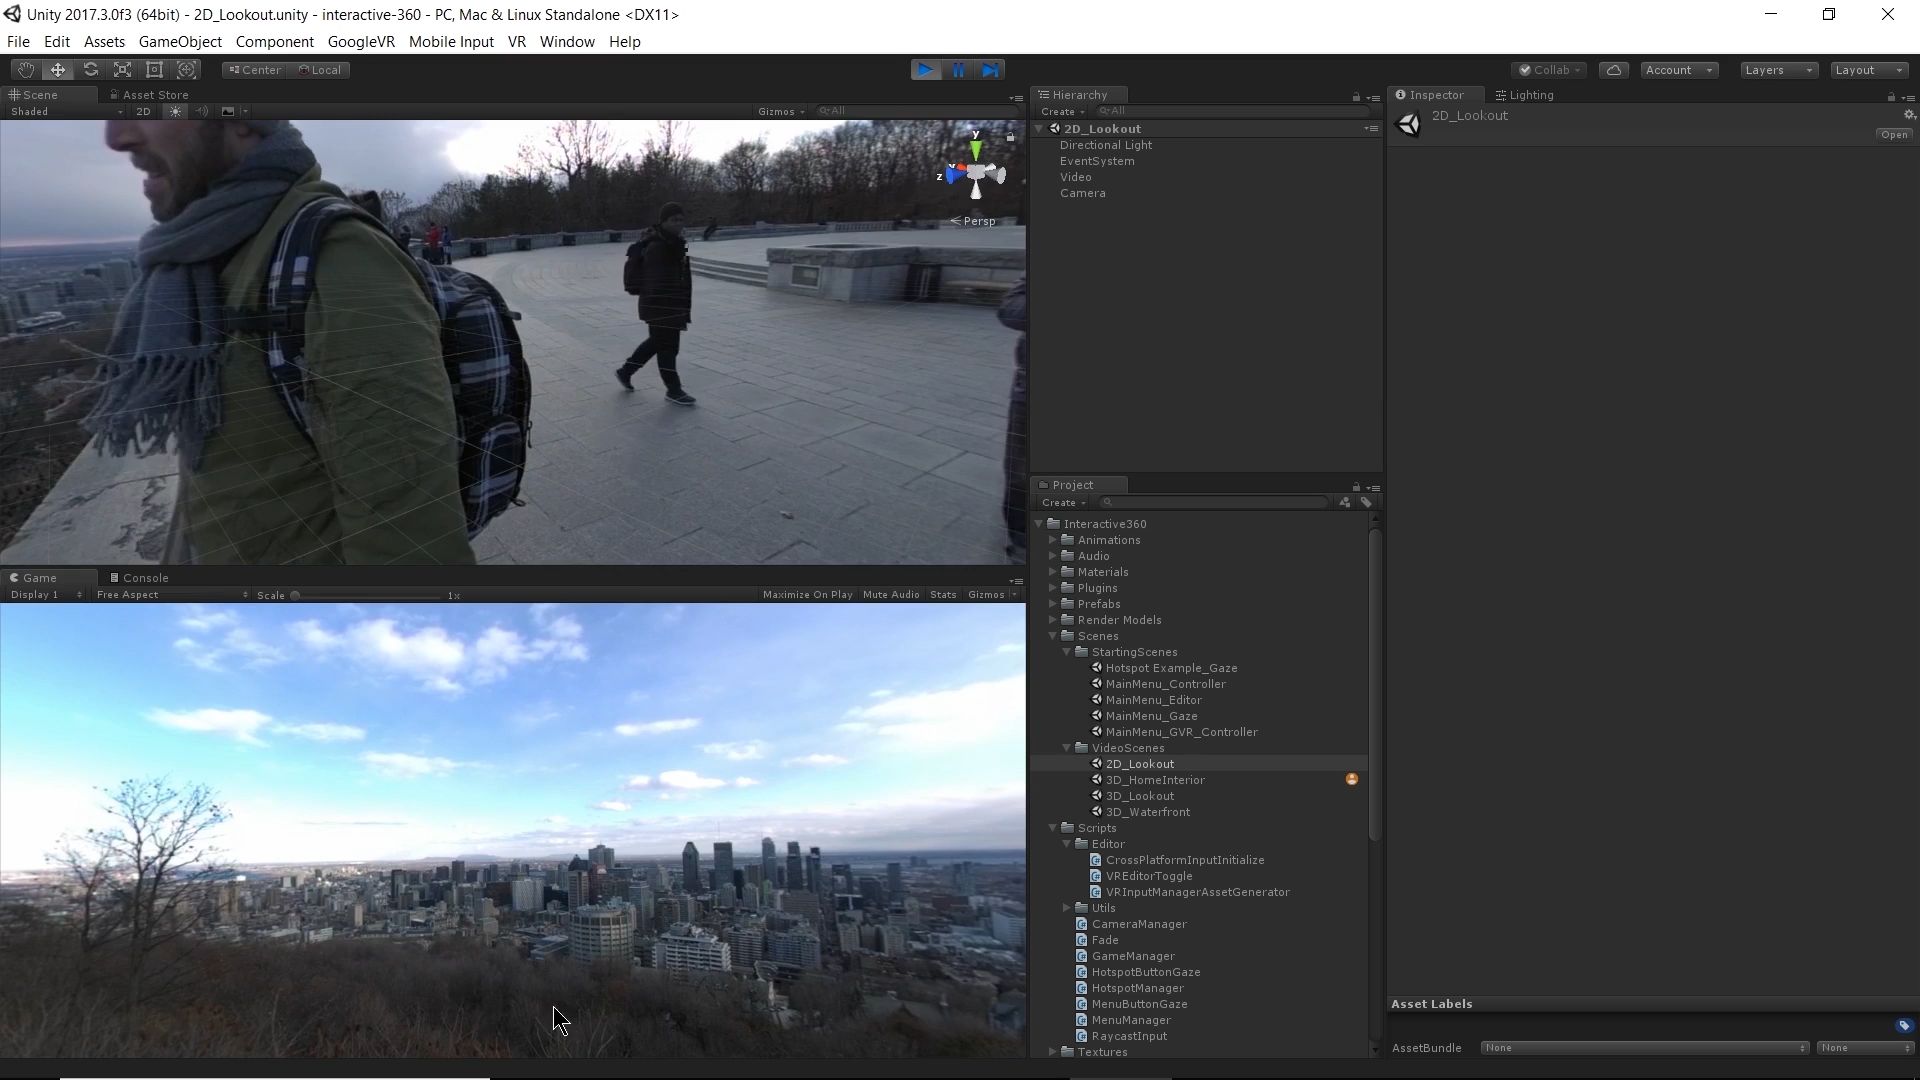 Unity 2017.3.0f3 (64bit) - 2D_Lookout.unity - interactive-360 - PC, Mac & Linux Standalone <DX11>
File Edit Assets GameObject Component GoogleVR Mobile Input VR Window Help
Center Local Collab Account Layers Layout
Scene Asset Store
Shaded 2D Gizmos All
y
z
Persp
Game Console
Display 1 Free Aspect Scale 1x Maximize On Play Mute Audio Stats Gizmos
Hierarchy
Create All
2D_Lookout
Directional Light
EventSystem
Video
Camera
Project
Create
Interactive360
Animations
Audio
Materials
Plugins
Prefabs
Render Models
Scenes
StartingScenes
Hotspot Example_Gaze
MainMenu_Controller
MainMenu_Editor
MainMenu_Gaze
MainMenu_GVR_Controller
VideoScenes
2D_Lookout
3D_HomeInterior
3D_Lookout
3D_Waterfront
Scripts
Editor
CrossPlatformInputInitialize
VREditorToggle
VRInputManagerAssetGenerator
Utils
CameraManager
Fade
GameManager
HotspotButtonGaze
HotspotManager
MenuButtonGaze
MenuManager
RaycastInput
Textures
Inspector Lighting
2D_Lookout
Open
Asset Labels
AssetBundle None None